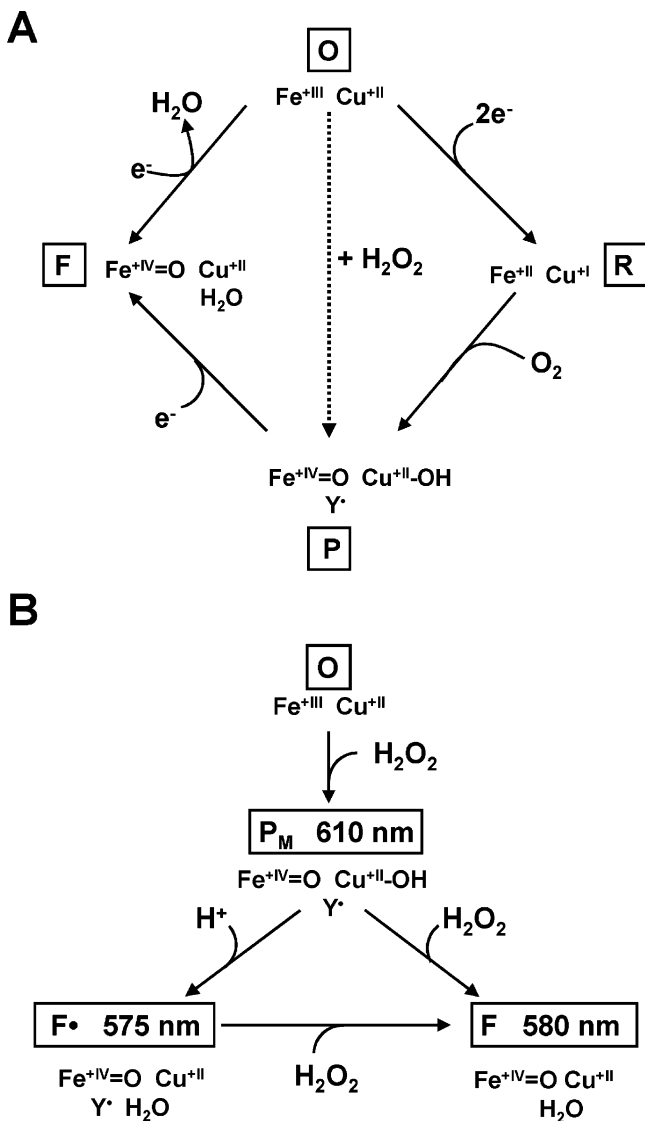 A
O
Fe⁺ᴵᴵᴵ Cu⁺ᴵᴵ
H₂O
2e⁻
e⁻
F
Fe⁺ᴵⱽ=O Cu⁺ᴵᴵ
H₂O
+ H₂O₂
Fe⁺ᴵᴵ Cu⁺ᴵ
R
O₂
e⁻
Fe⁺ᴵⱽ=O Cu⁺ᴵᴵ-OH
Y•
P
B
O
Fe⁺ᴵᴵᴵ Cu⁺ᴵᴵ
H₂O₂
Pᴍ 610 nm
Fe⁺ᴵⱽ=O Cu⁺ᴵᴵ-OH
Y•
H⁺
H₂O₂
F• 575 nm
F 580 nm
H₂O₂
Fe⁺ᴵⱽ=O Cu⁺ᴵᴵ
Y• H₂O
Fe⁺ᴵⱽ=O Cu⁺ᴵᴵ
H₂O